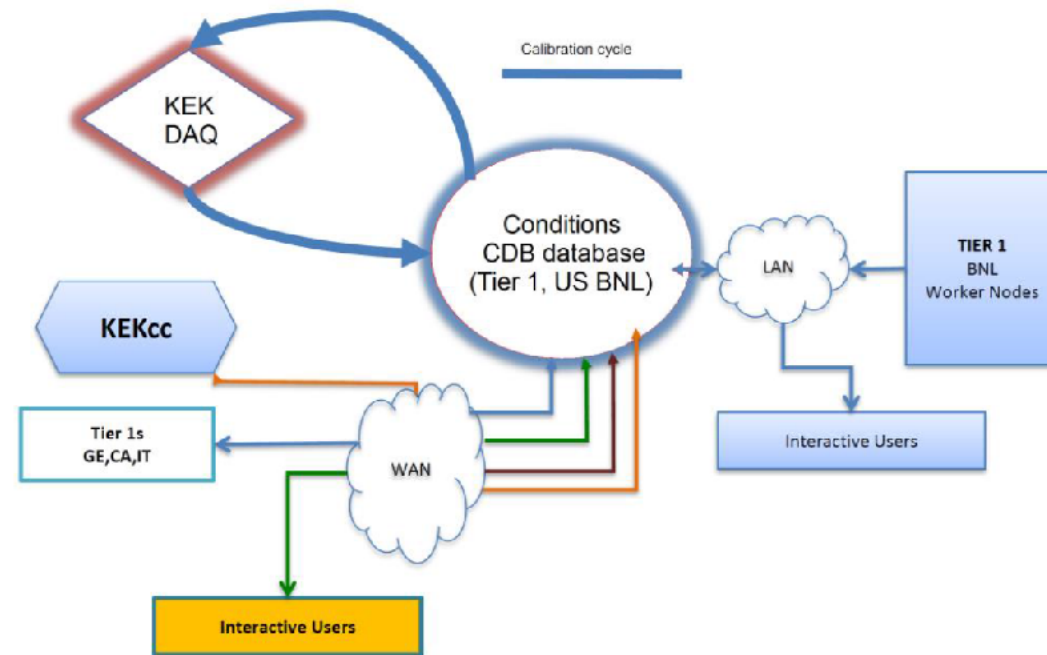 Calibration cycle
KEK
DAQ
Conditions
CDB database
(Tier 1, US BNL)
LAN
TIER 1
BNL
Worker Nodes
KEKcc
Tier 1s
GE,CA,IT
WAN
Interactive Users
Interactive Users